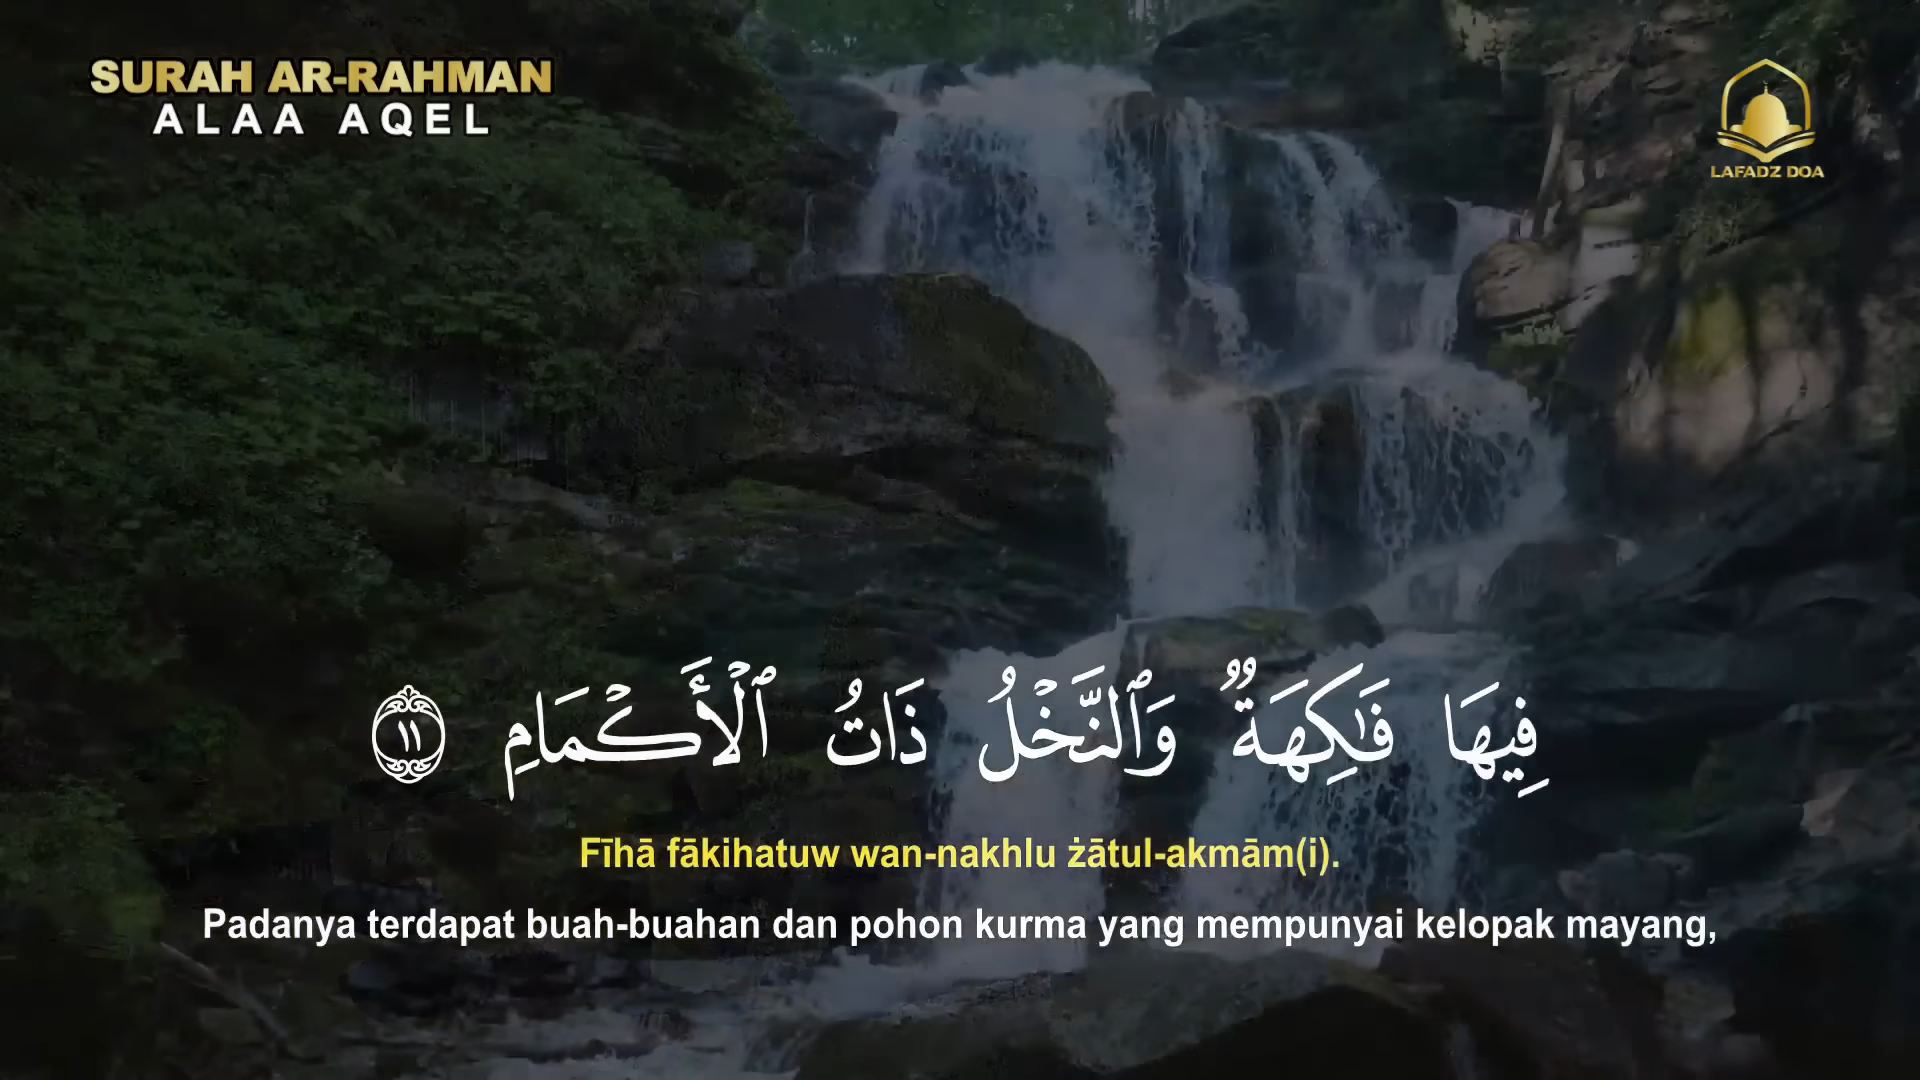 SURAH AR-RAHMAN
ALAA AQEL
LAFADZ DOA
فِيهَا فَٰكِهَةٌ وَٱلنَّخْلُ ذَاتُ ٱلْأَكْمَامِ ١١
Fīhā fākihatuw wan-nakhlu żātul-akmām(i).
Padanya terdapat buah-buahan dan pohon kurma yang mempunyai kelopak mayang,